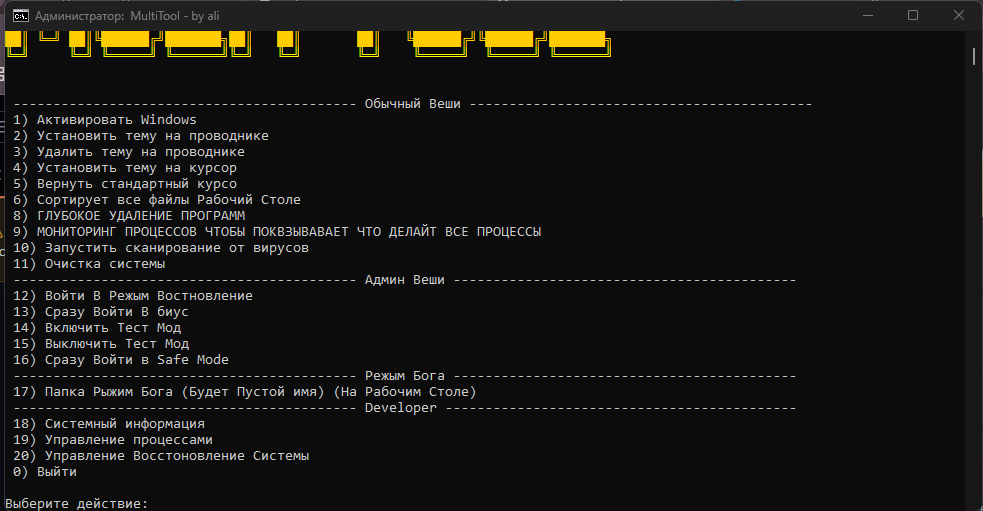 Администратор: MultiTool - by ali
------------------------------------------- Обычный Веши -------------------------------------------
1) Активировать Windows
2) Установить тему на проводнике
3) Удалить тему на проводнике
4) Установить тему на курсор
5) Вернуть стандартный курсо
6) Сортирует все файлы Рабочий Столе
8) ГЛУБОКОЕ УДАЛЕНИЕ ПРОГРАММ
9) МОНИТОРИНГ ПРОЦЕССОВ ЧТОБЫ ПОКВЗЫВАВАЕТ ЧТО ДЕЛАЙТ ВСЕ ПРОЦЕССЫ
10) Запустить сканирование от вирусов
11) Очистка системы
------------------------------------------- Админ Веши -------------------------------------------
12) Войти В Режым Востновление
13) Сразу Войти В биус
14) Включить Тест Мод
15) Выключить Тест Мод
16) Сразу Войти в Safe Mode
------------------------------------------- Режым Бога -------------------------------------------
17) Папка Рыжим Бога (Будет Пустой имя) (На Рабочим Столе)
------------------------------------------- Developer --------------------------------------------
18) Системный информация
19) Управление процессами
20) Управление Восстоновление Системы
0) Выйти
Выберите действие: